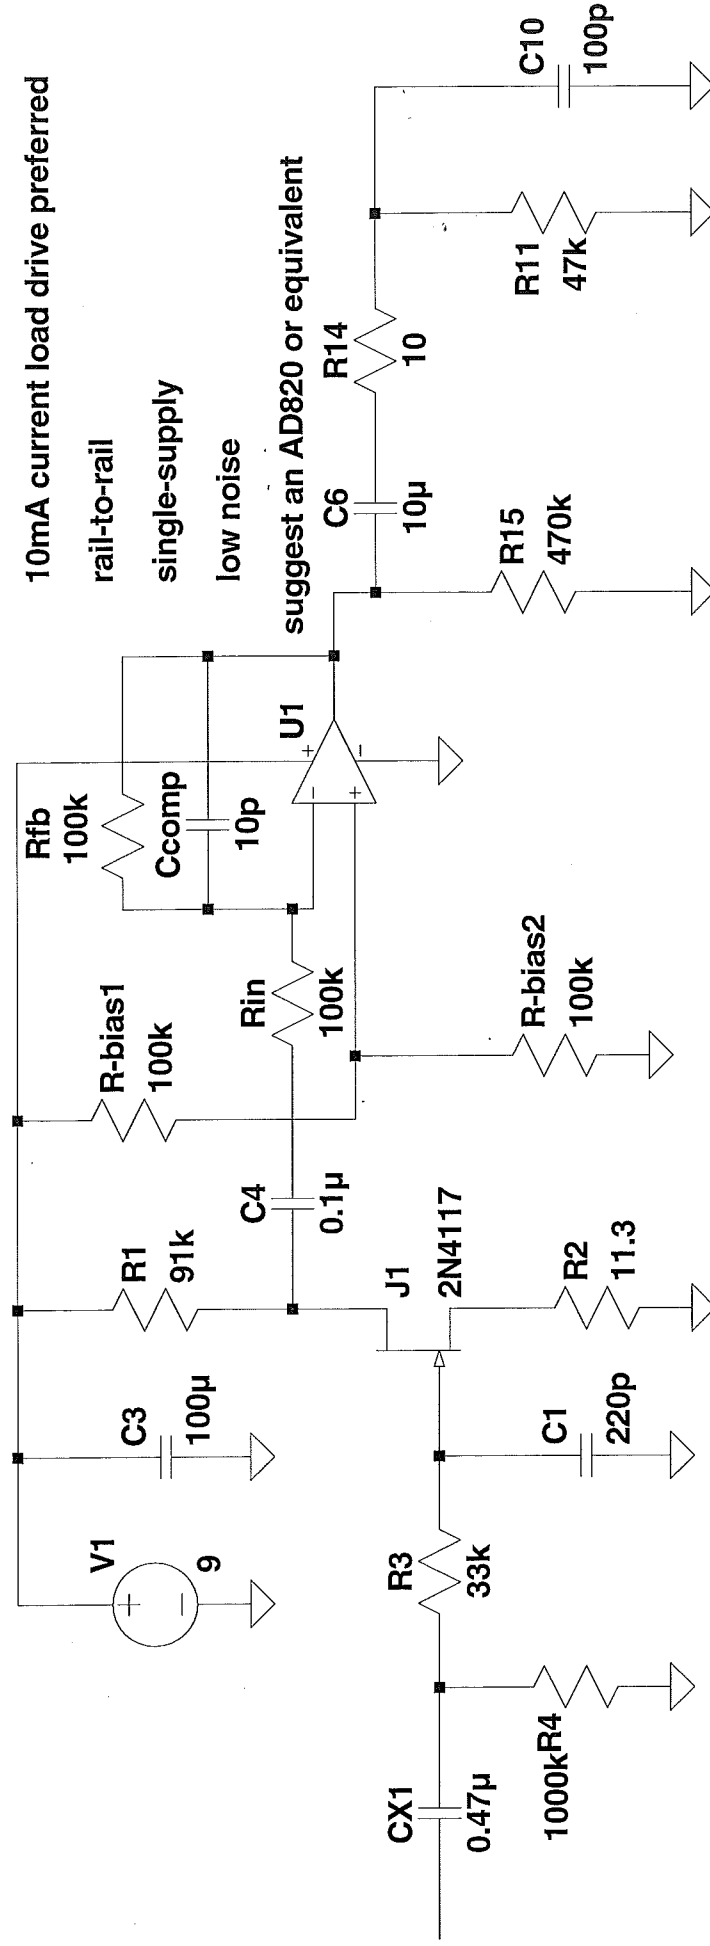 10mA current load drive preferred
rail-to-rail
single-supply
low noise
suggest an AD820 or equivalent
V1
9
C3
100µ
R1
91k
R-bias1
100k
Rfb
100k
Ccomp
10p
U1
C4
0.1µ
Rin
100k
R-bias2
100k
C6
10µ
R14
10
R15
470k
R11
47k
C10
100p
CX1
0.47µ
R4
1000k
R3
33k
C1
220p
J1
2N4117
R2
11.3